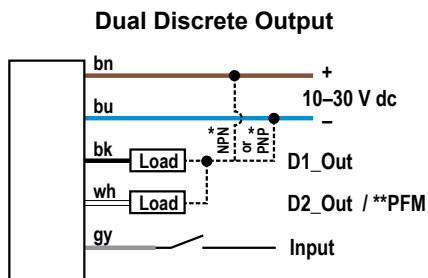 Dual Discrete Output
bn
+
10–30 V dc
bu
–
* NPN
or
* PNP
bk
Load
D1_Out
wh
Load
D2_Out / **PFM
gy
Input